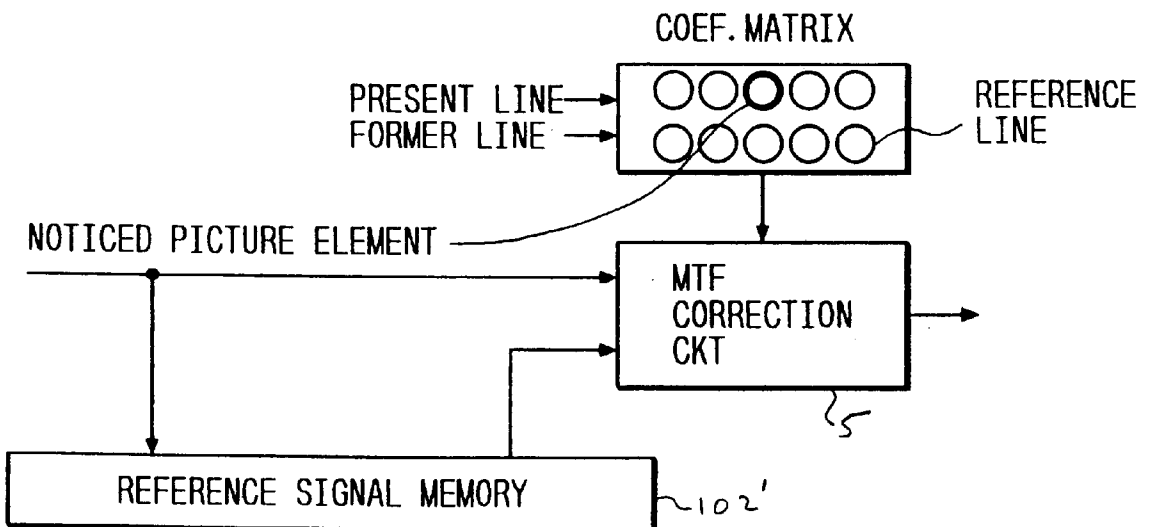 COEF. MATRIX
PRESENT LINE
FORMER LINE
REFERENCE
LINE
NOTICED PICTURE ELEMENT
MTF
CORRECTION
CKT
5
REFERENCE SIGNAL MEMORY
102'